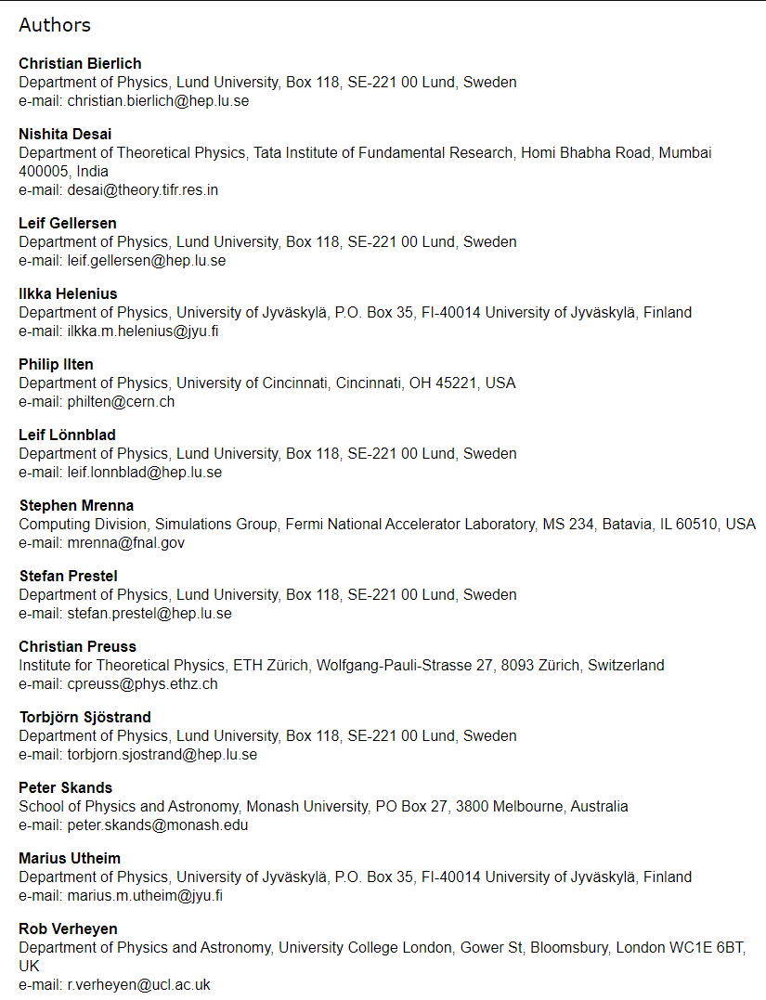 Authors
Christian Bierlich
Department of Physics, Lund University, Box 118, SE-221 00 Lund, Sweden
e-mail: christian.bierlich@hep.lu.se
Nishita Desai
Department of Theoretical Physics, Tata Institute of Fundamental Research, Homi Bhabha Road, Mumbai
400005, India
e-mail: desai@theory.tifr.res.in
Leif Gellersen
Department of Physics, Lund University, Box 118, SE-221 00 Lund, Sweden
e-mail: leif.gellersen@hep.lu.se
Ilkka Helenius
Department of Physics, University of Jyväskylä, P.O. Box 35, FI-40014 University of Jyväskylä, Finland
e-mail: ilkka.m.helenius@jyu.fi
Philip Ilten
Department of Physics, University of Cincinnati, Cincinnati, OH 45221, USA
e-mail: philten@cern.ch
Leif Lönnblad
Department of Physics, Lund University, Box 118, SE-221 00 Lund, Sweden
e-mail: leif.lonnblad@hep.lu.se
Stephen Mrenna
Computing Division, Simulations Group, Fermi National Accelerator Laboratory, MS 234, Batavia, IL 60510, USA
e-mail: mrenna@fnal.gov
Stefan Prestel
Department of Physics, Lund University, Box 118, SE-221 00 Lund, Sweden
e-mail: stefan.prestel@hep.lu.se
Christian Preuss
Institute for Theoretical Physics, ETH Zürich, Wolfgang-Pauli-Strasse 27, 8093 Zürich, Switzerland
e-mail: cpreuss@phys.ethz.ch
Torbjörn Sjöstrand
Department of Physics, Lund University, Box 118, SE-221 00 Lund, Sweden
e-mail: torbjorn.sjostrand@hep.lu.se
Peter Skands
School of Physics and Astronomy, Monash University, PO Box 27, 3800 Melbourne, Australia
e-mail: peter.skands@monash.edu
Marius Utheim
Department of Physics, University of Jyväskylä, P.O. Box 35, FI-40014 University of Jyväskylä, Finland
e-mail: marius.m.utheim@jyu.fi
Rob Verheyen
Department of Physics and Astronomy, University College London, Gower St, Bloomsbury, London WC1E 6BT,
UK
e-mail: r.verheyen@ucl.ac.uk